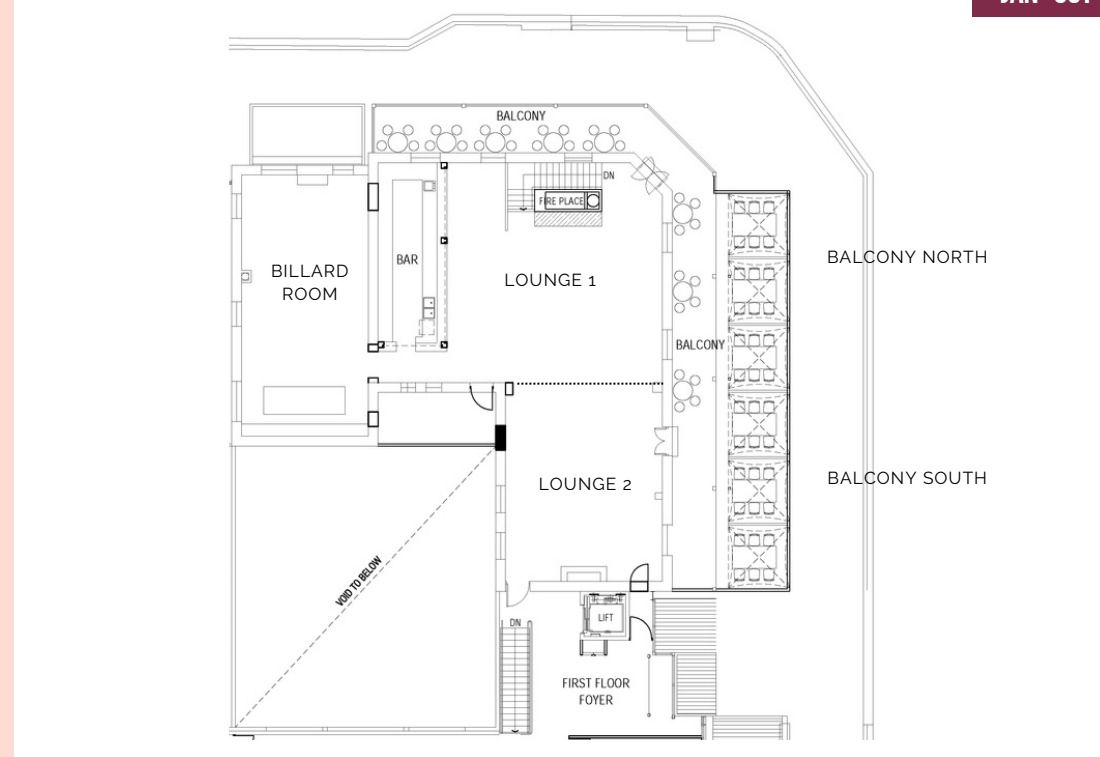 BALCONY
DN
FIRE PLACE
BALCONY NORTH
BAR
BILLARD
ROOM
LOUNGE 1
BALCONY
BALCONY SOUTH
LOUNGE 2
VOID TO BELOW
LIFT
DN
FIRST FLOOR
FOYER